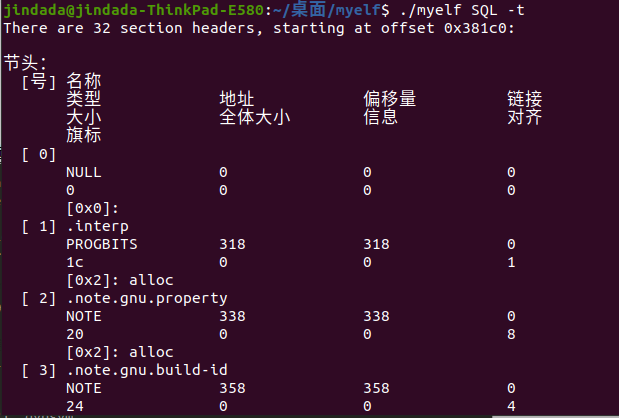 jindada@jindada-ThinkPad-E580:~/桌面/myelf$ ./myelf SQL -t
There are 32 section headers, starting at offset 0x381c0:
节头：
[号] 名称
类型 地址 偏移量 链接
大小 全体大小 信息 对齐
旗标
[ 0]
NULL 0 0 0
0 0 0 0
[0x0]:
[ 1] .interp
PROGBITS 318 318 0
1c 0 0 1
[0x2]: alloc
[ 2] .note.gnu.property
NOTE 338 338 0
20 0 0 8
[0x2]: alloc
[ 3] .note.gnu.build-id
NOTE 358 358 0
24 0 0 4